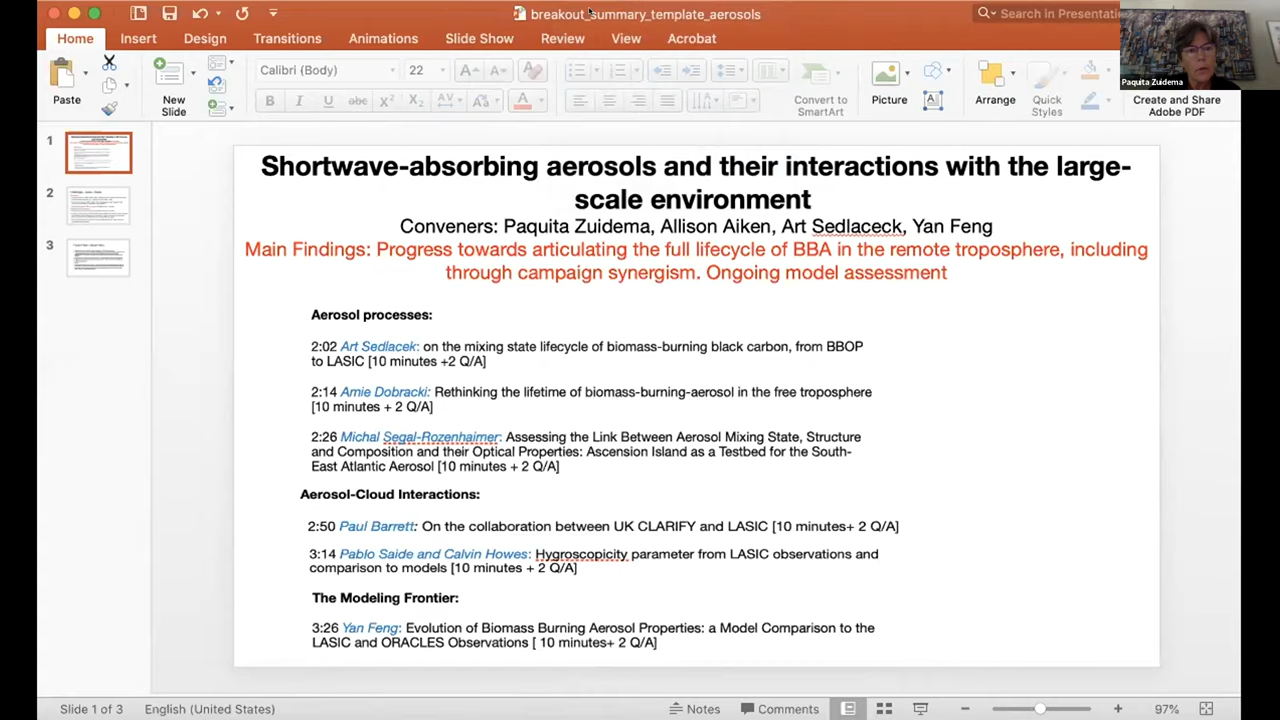 breakout_summary_template_aerosols
Search in Presentatio
Home Insert Design Transitions Animations Slide Show Review View Acrobat
Paquita Zuidema
Calibri (Body) 22
Paste
New Slide
B I U abc X² X₂ AV Aa A
Convert to SmartArt
Picture
Arrange
Quick Styles
Create and Share Adobe PDF
1
2
3
Shortwave-absorbing aerosols and their interactions with the large-
scale environment
Conveners: Paquita Zuidema, Allison Aiken, Art Sedlaceck, Yan Feng
Main Findings: Progress towards articulating the full lifecycle of BBA in the remote troposphere, including
through campaign synergism. Ongoing model assessment
Aerosol processes:
2:02 Art Sedlacek: on the mixing state lifecycle of biomass-burning black carbon, from BBOP
to LASIC [10 minutes +2 Q/A]
2:14 Amie Dobracki: Rethinking the lifetime of biomass-burning-aerosol in the free troposphere
[10 minutes + 2 Q/A]
2:26 Michal Segal-Rozenhaimer: Assessing the Link Between Aerosol Mixing State, Structure
and Composition and their Optical Properties: Ascension Island as a Testbed for the South-
East Atlantic Aerosol [10 minutes + 2 Q/A]
Aerosol-Cloud Interactions:
2:50 Paul Barrett: On the collaboration between UK CLARIFY and LASIC [10 minutes+ 2 Q/A]
3:14 Pablo Saide and Calvin Howes: Hygroscopicity parameter from LASIC observations and
comparison to models [10 minutes + 2 Q/A]
The Modeling Frontier:
3:26 Yan Feng: Evolution of Biomass Burning Aerosol Properties: a Model Comparison to the
LASIC and ORACLES Observations [ 10 minutes+ 2 Q/A]
Slide 1 of 3 English (United States) Notes Comments 97%